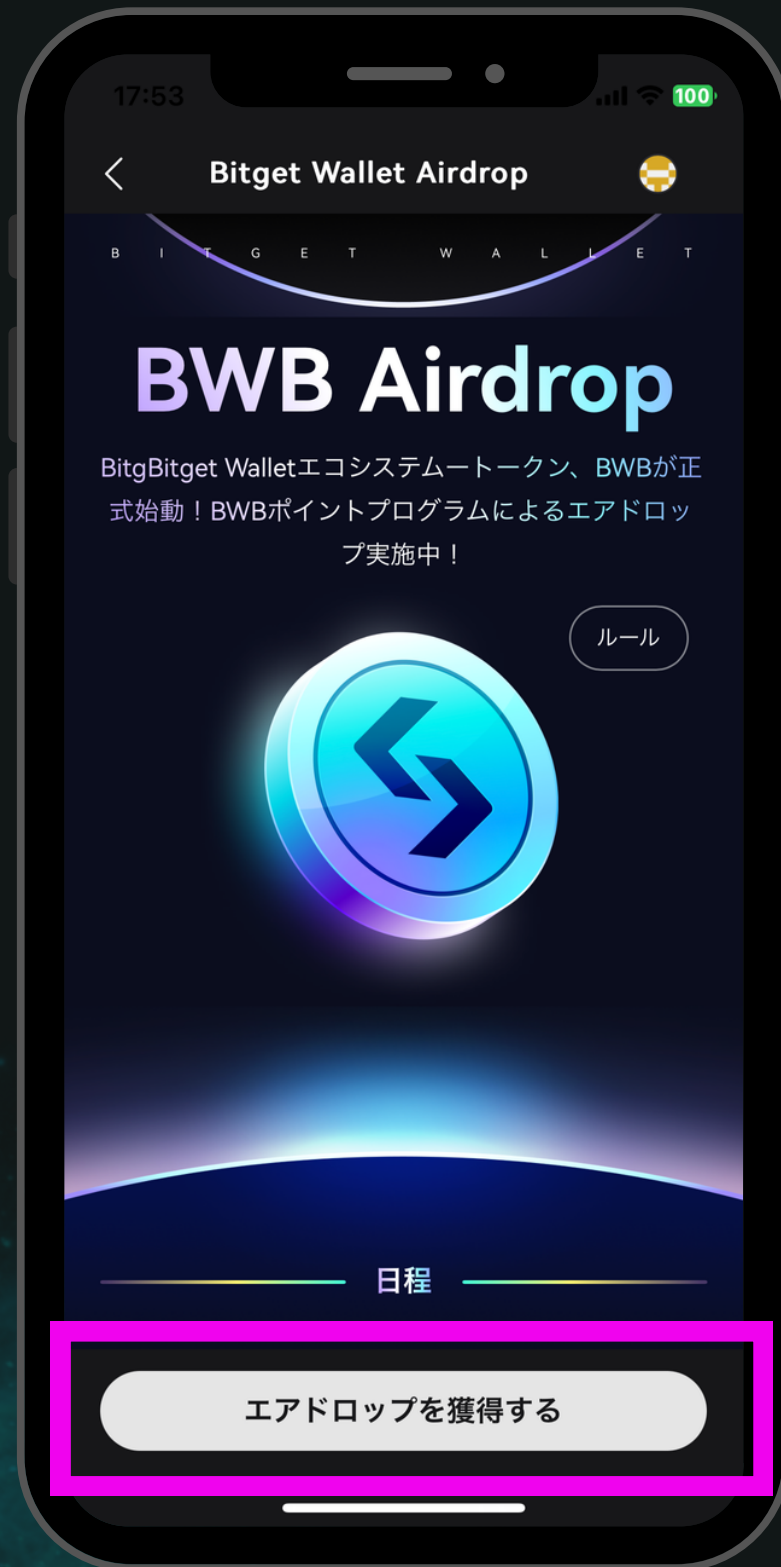 17:53
100
Bitget Wallet Airdrop
BITGET WALLET
BWB Airdrop
BitgBitget Walletエコシステムートークン、BWBが正
式始動！BWBポイントプログラムによるエアドロッ
プ実施中！
ルール
日程
エアドロップを獲得する